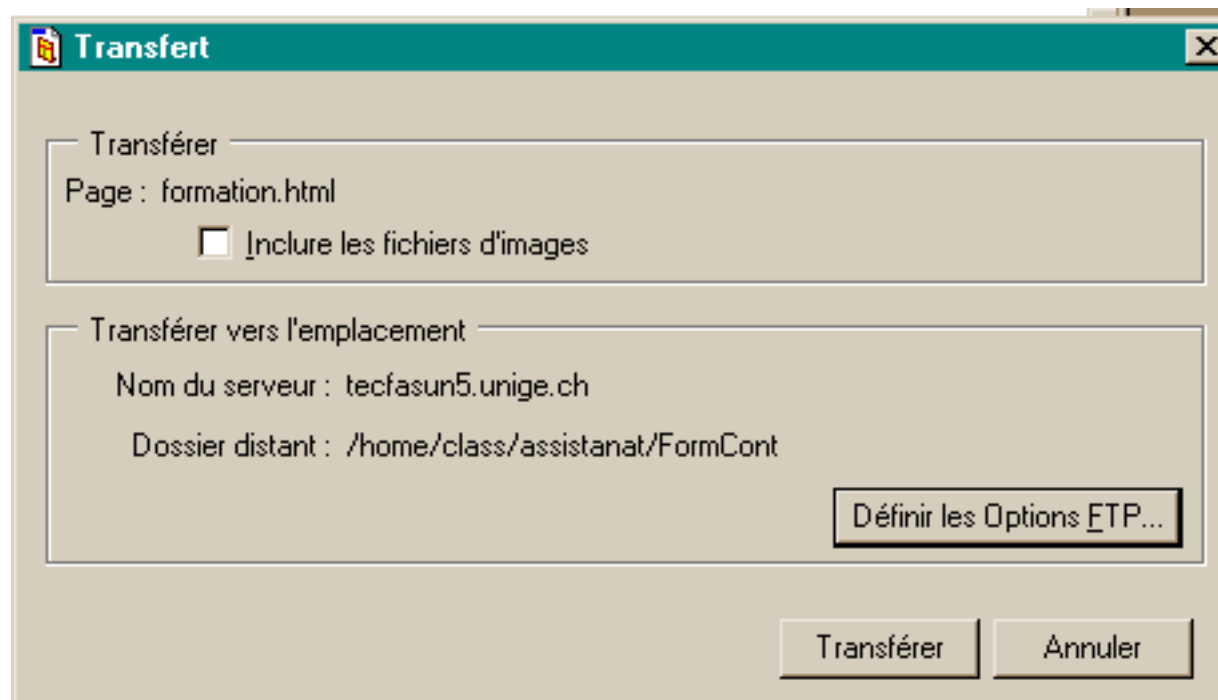 Transfert
Transférer
Page : formation.html
Inclure les fichiers d'images
Transférer vers l'emplacement
Nom du serveur : tecfasun5.unige.ch
Dossier distant : /home/class/assistanat/FormCont
Définir les Options FTP...
Transférer Annuler